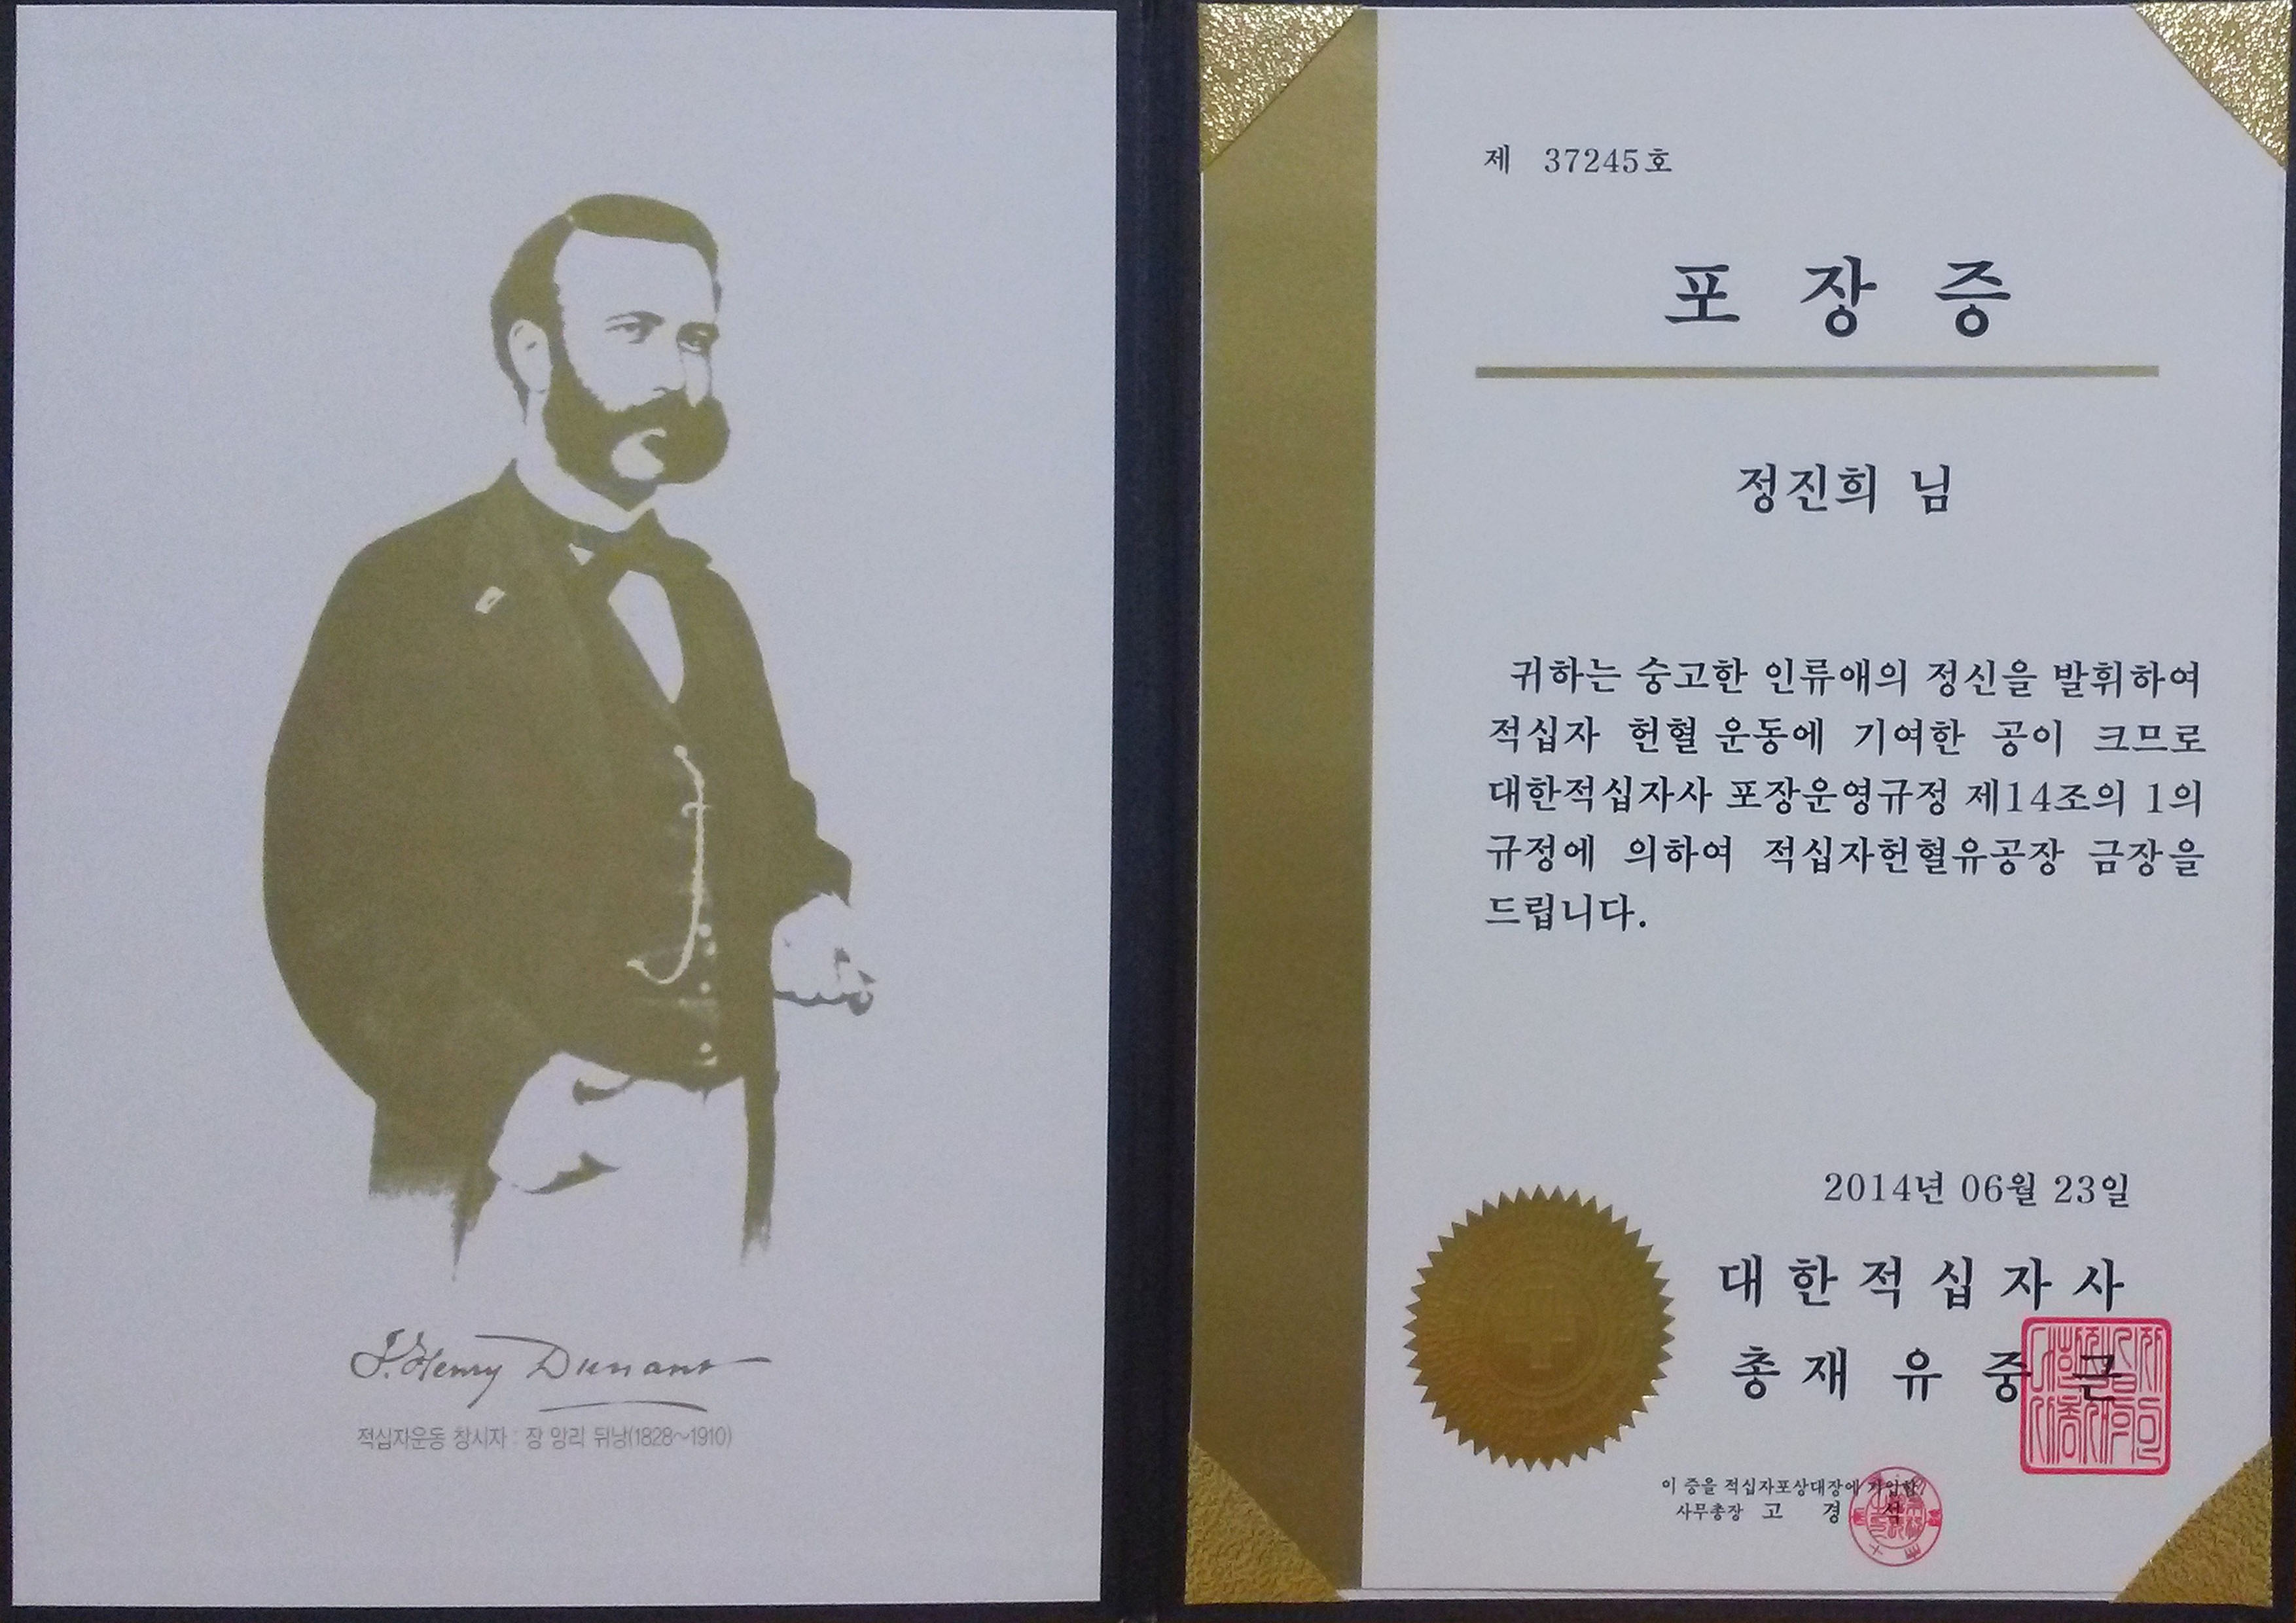 J. Henry Dunant
적십자운동 창시자 : 장 앙리 뒤낭(1828~1910)
제 37245호
포 장 증
정진희 님
귀하는 숭고한 인류애의 정신을 발휘하여
적십자 헌혈 운동에 기여한 공이 크므로
대한적십자사 포장운영규정 제14조의 1의
규정에 의하여 적십자헌혈유공장 금장을
드립니다.
2014년 06월 23일
대 한 적 십 자 사
총 재 유 중 근
이 증을 적십자포상대장에 기입함.
사무총장 고 경 석